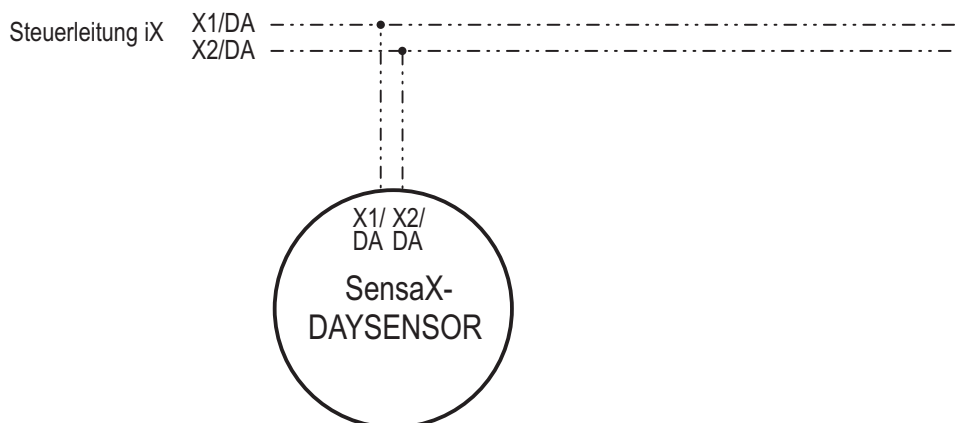 Steuerleitung iX X1/DA
X2/DA
X1/ X2/
DA DA
SensaX-
DAYSENSOR